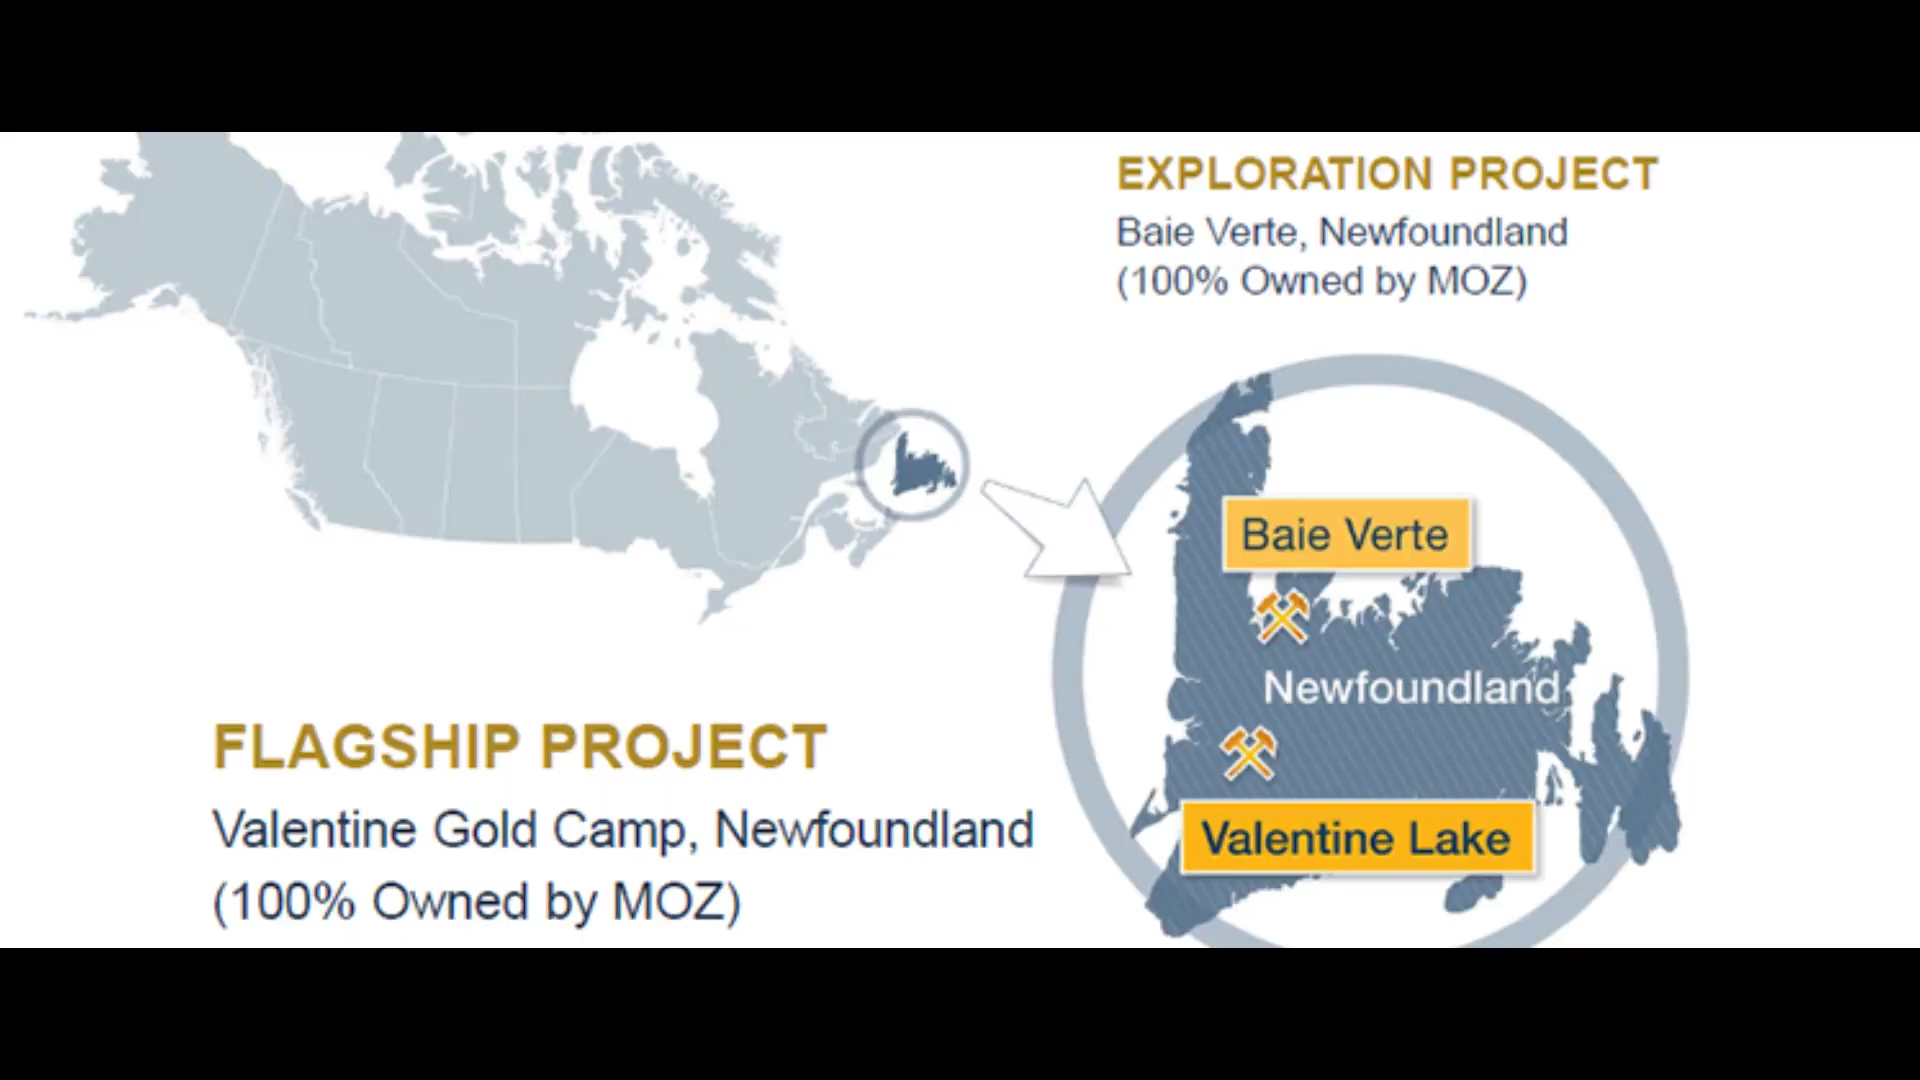 EXPLORATION PROJECT
Baie Verte, Newfoundland
(100% Owned by MOZ)
Baie Verte
Newfoundland
Valentine Lake
FLAGSHIP PROJECT
Valentine Gold Camp, Newfoundland
(100% Owned by MOZ)